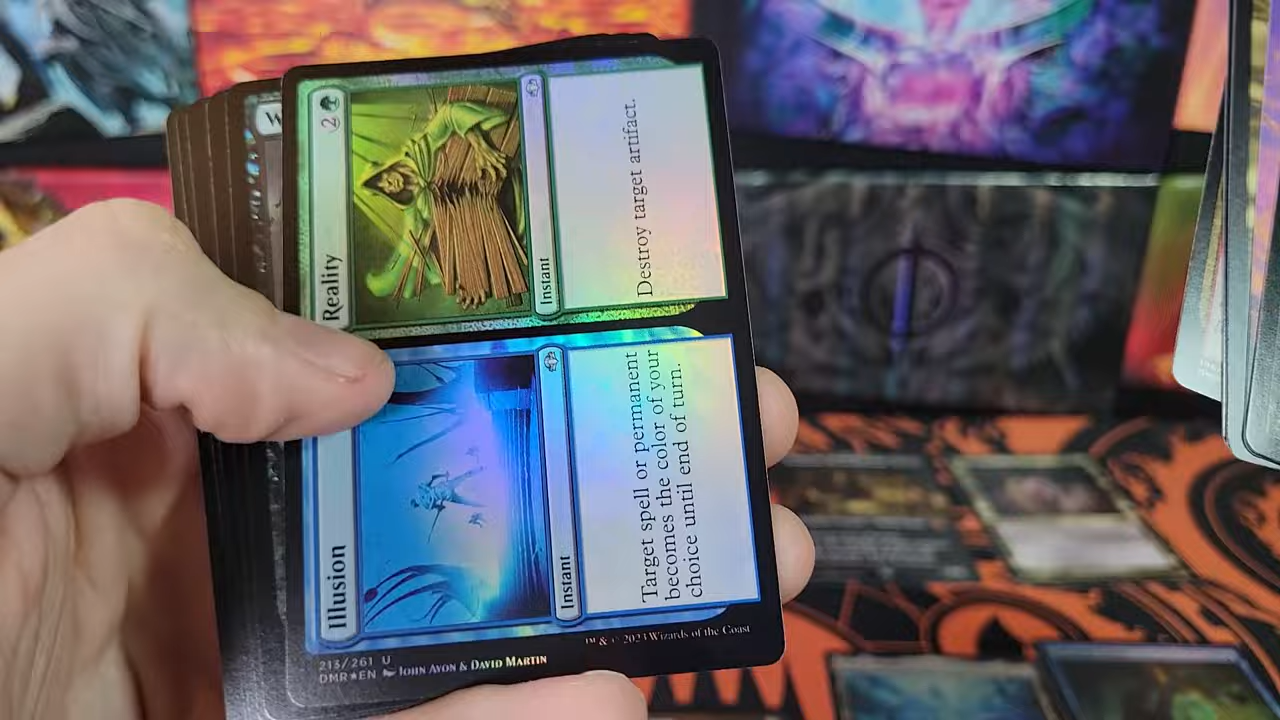 Illusion
Instant
Target spell or permanent
becomes the color of your
choice until end of turn.
Reality
2
Instant
Destroy target artifact.
213/261 U
DMR★EN JOHN AVON & DAVID MARTIN
™ & © 2023 Wizards of the Coast
W